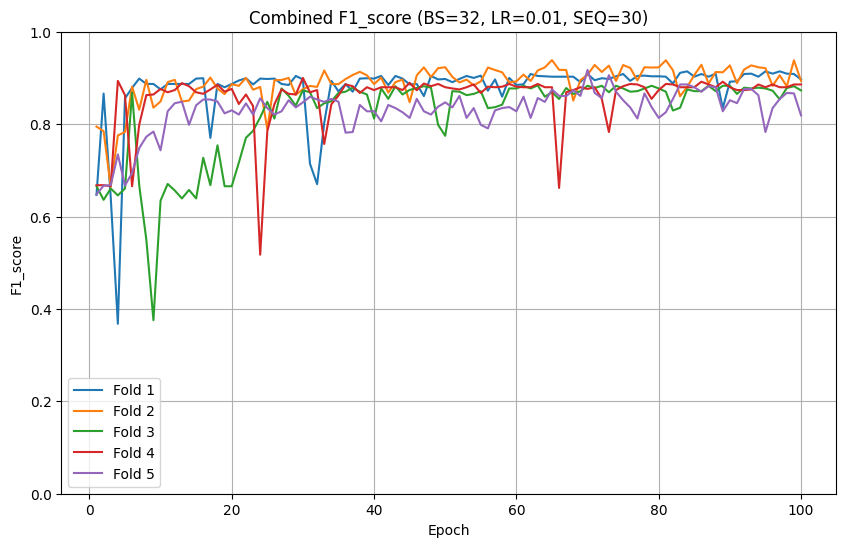 Combined F1_score (BS=32, LR=0.01, SEQ=30)
F1_score
1.0
0.8
0.6
0.4
0.2
0.0
Fold 1
Fold 2
Fold 3
Fold 4
Fold 5
0 20 40 60 80 100
Epoch